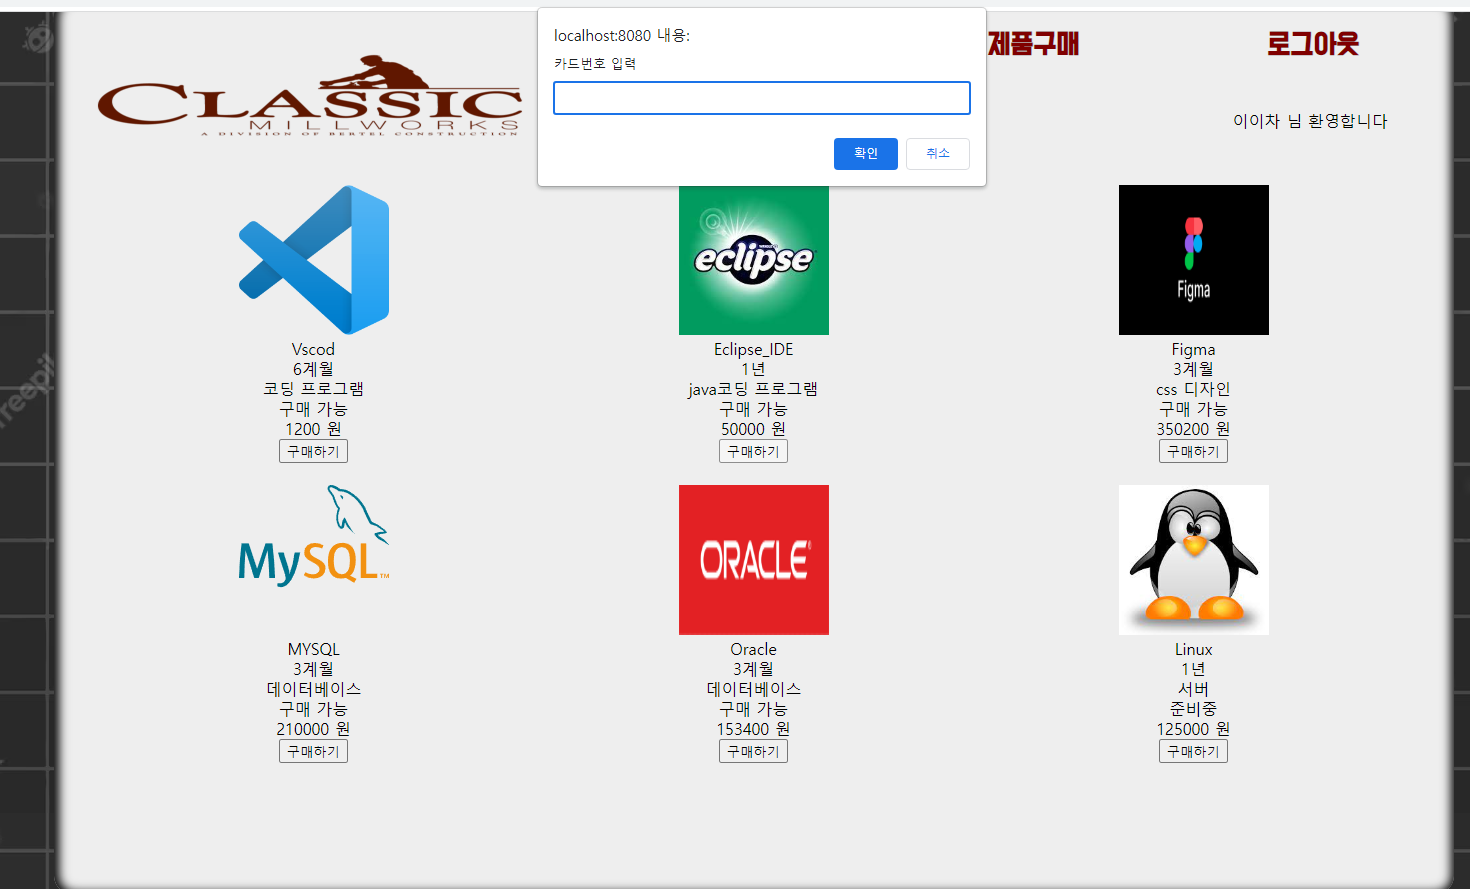 localhost:8080 내용:
카드번호 입력
확인
취소
제품구매
로그아웃
CLASSIC
MILLWORKS
A DIVISION OF BERTEL CONSTRUCTION
이이차 님 환영합니다
eclipse
Figma
Vscod
6계월
코딩 프로그램
구매 가능
1200 원
구매하기
Eclipse_IDE
1년
java코딩 프로그램
구매 가능
50000 원
구매하기
Figma
3계월
css 디자인
구매 가능
350200 원
구매하기
freepik
MySQL™
ORACLE
MYSQL
3계월
데이터베이스
구매 가능
210000 원
구매하기
Oracle
3계월
데이터베이스
구매 가능
153400 원
구매하기
Linux
1년
서버
준비중
125000 원
구매하기